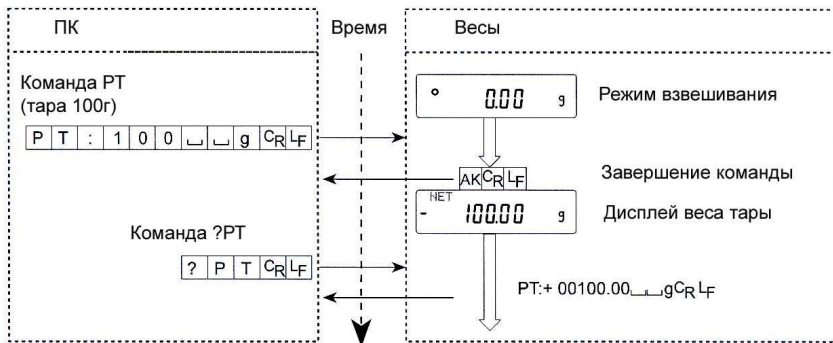 ПК
Время
Весы
Команда PT
(тара 100г)
P T : 1 0 0 ␣ ␣ g CR LF
0.00 g
Режим взвешивания
AK CR LF
Завершение команды
NET
- 100.00 g
Дисплей веса тары
Команда ?PT
? P T CR LF
PT:+ 00100.00␣␣gCR LF